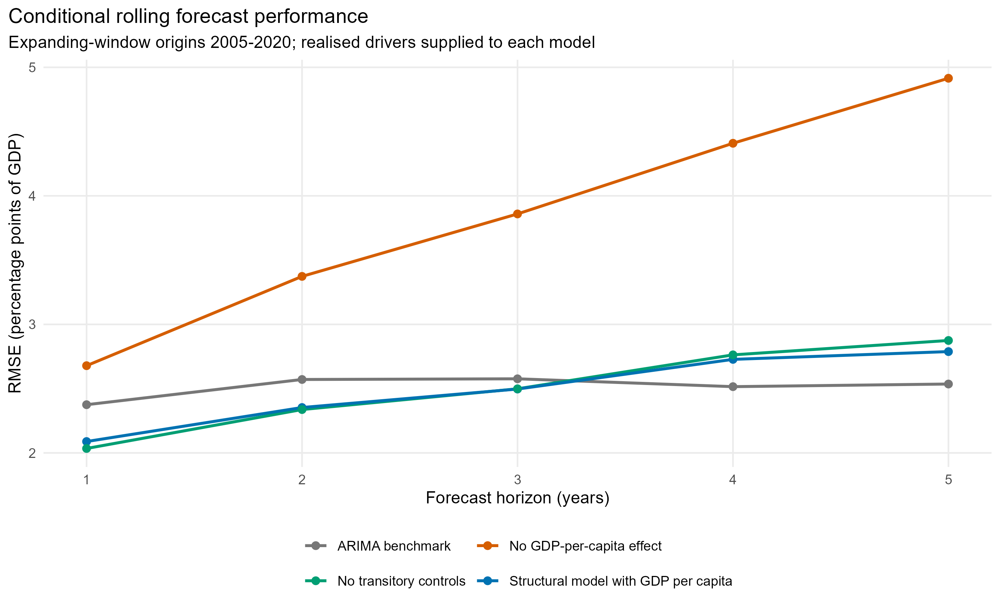 Conditional rolling forecast performance
Expanding-window origins 2005-2020; realised drivers supplied to each model
RMSE (percentage points of GDP)
5
4
3
2
1 2 3 4 5
Forecast horizon (years)
ARIMA benchmark
No GDP-per-capita effect
No transitory controls
Structural model with GDP per capita